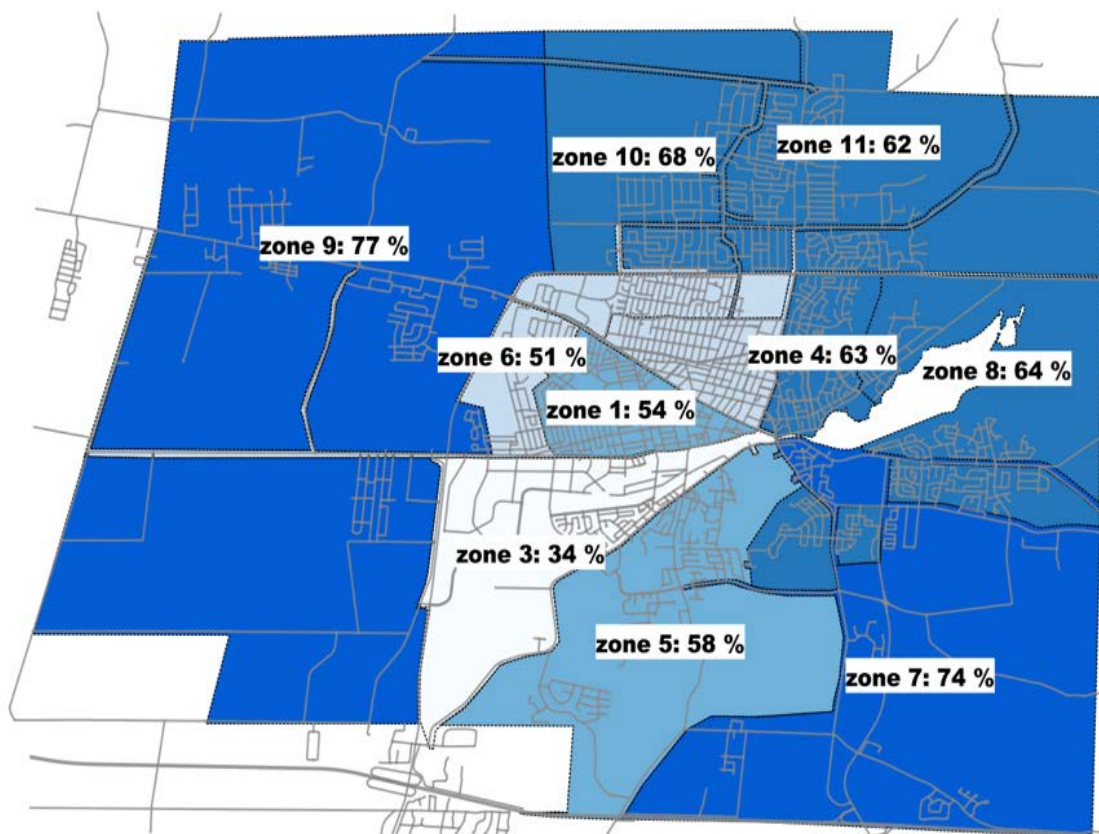 zone 10: 68 %
zone 11: 62 %
zone 9: 77 %
zone 6: 51 %
zone 4: 63 %
zone 8: 64 %
zone 1: 54 %
zone 3: 34 %
zone 5: 58 %
zone 7: 74 %